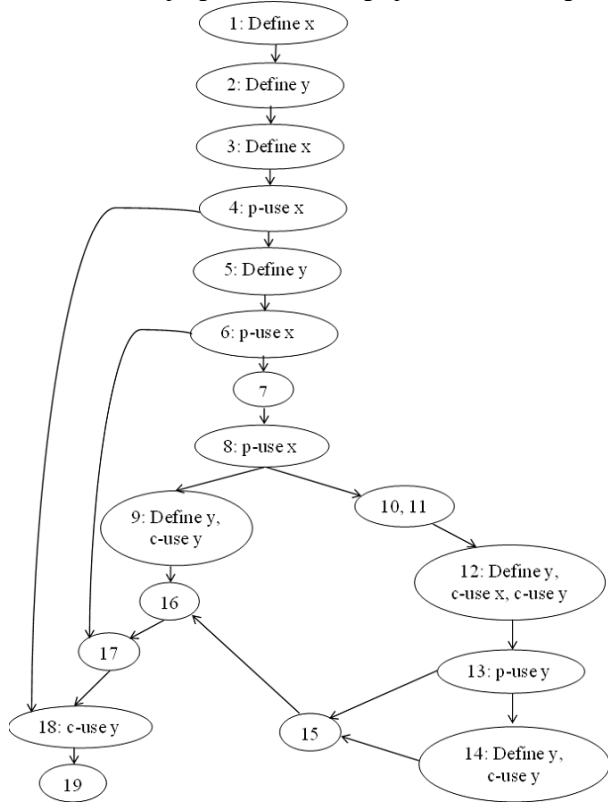 1: Define x
2: Define y
3: Define x
4: p-use x
5: Define y
6: p-use x
7
8: p-use x
9: Define y,
c-use y
10, 11
12: Define y,
c-use x, c-use y
16
13: p-use y
17
15
18: c-use y
14: Define y,
c-use y
19